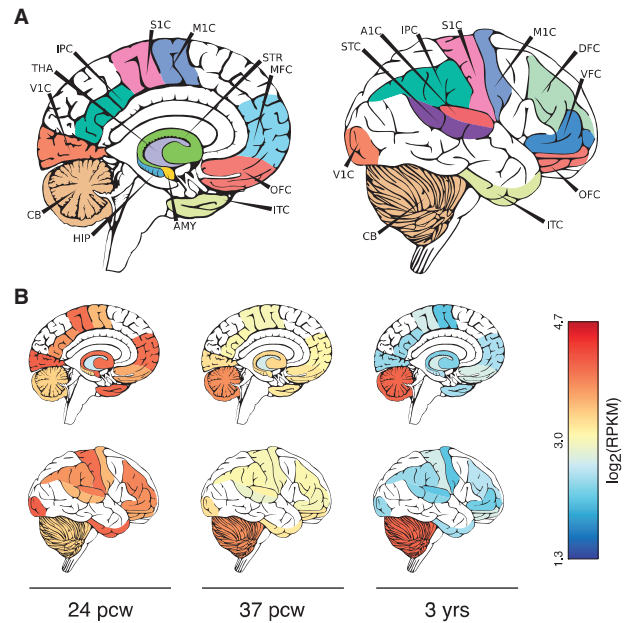 A
S1C
M1C
IPC
STR
THA
MFC
V1C
OFC
CB
ITC
HIP
AMY
A1C
IPC
S1C
M1C
STC
DFC
VFC
V1C
OFC
CB
ITC
B
4.7
3.0
1.3
log2(RPKM)
24 pcw
37 pcw
3 yrs